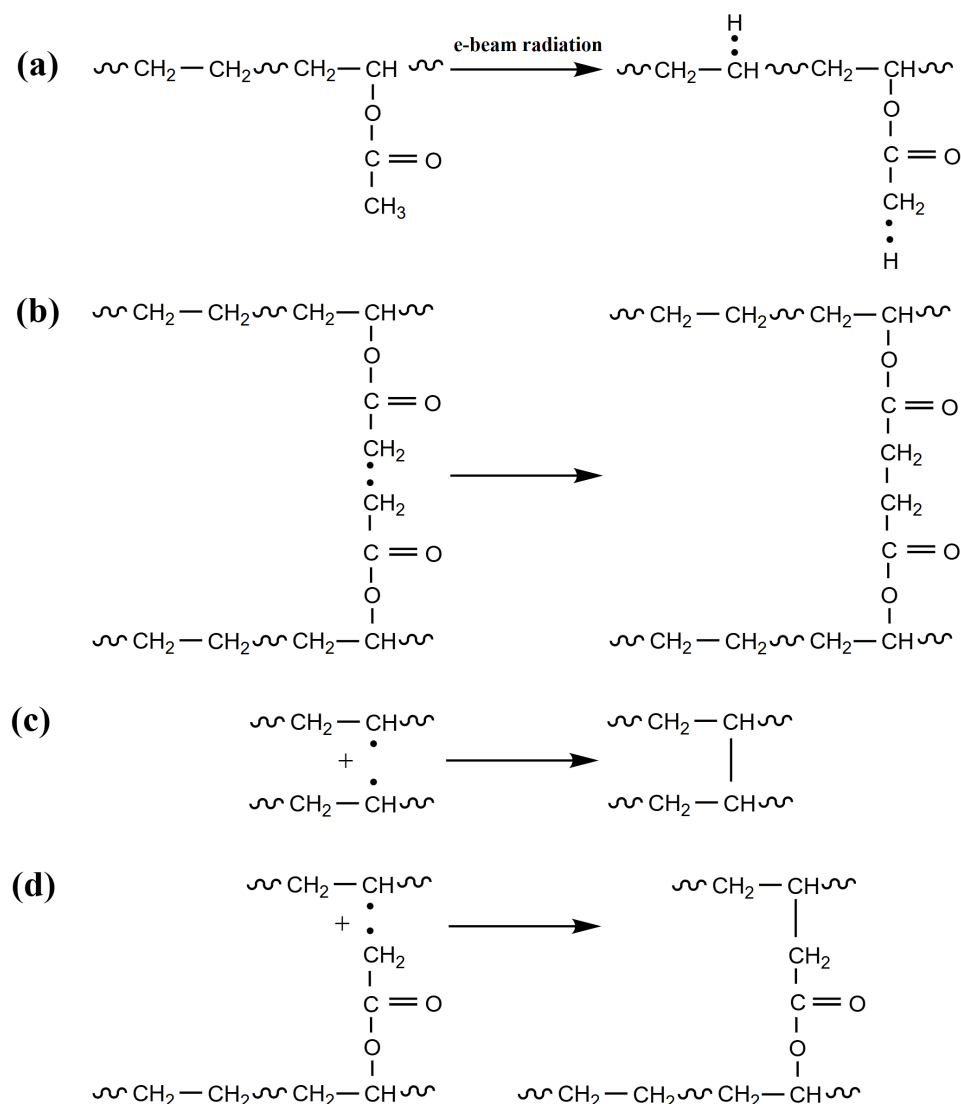 H
e-beam radiation
(a) CH₂—CH₂ CH₂—CH CH₂—CH CH₂—CH
O O
C=O C=O
CH₃ CH₂
H
(b) CH₂—CH₂ CH₂—CH CH₂—CH₂ CH₂—CH
O O
C=O C=O
CH₂ CH₂
CH₂ CH₂
C=O C=O
O O
CH₂—CH₂ CH₂—CH CH₂—CH₂ CH₂—CH
(c) CH₂—CH CH₂—CH
+
CH₂—CH CH₂—CH
(d) CH₂—CH CH₂—CH
+
CH₂ CH₂
C=O C=O
O O
CH₂—CH₂ CH₂—CH CH₂—CH₂ CH₂—CH